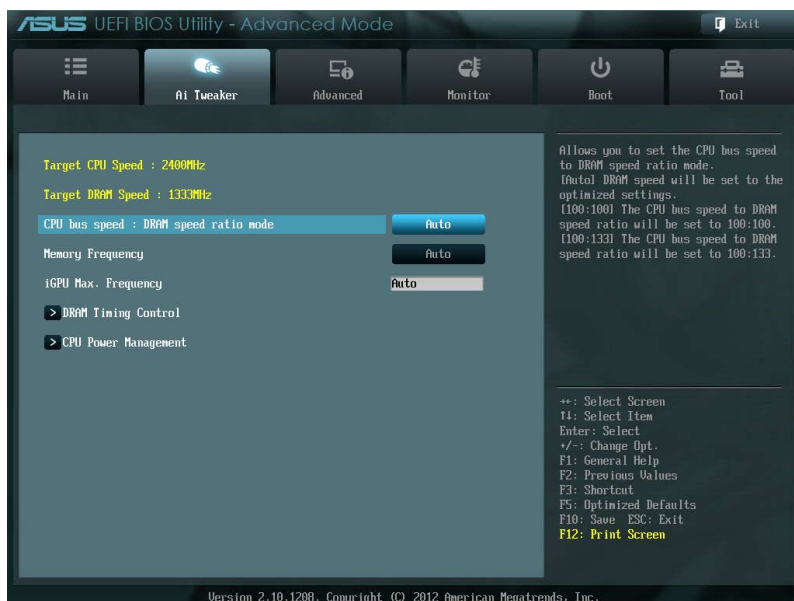 ASUS UEFI BIOS Utility - Advanced Mode
Exit
Main
Ai Tweaker
Advanced
Monitor
Boot
Tool
Target CPU Speed : 2400MHz
Target DRAM Speed : 1333MHz
CPU bus speed : DRAM speed ratio mode Auto
Memory Frequency Auto
iGPU Max. Frequency Auto
> DRAM Timing Control
> CPU Power Management
Allows you to set the CPU bus speed
to DRAM speed ratio mode.
[Auto] DRAM speed will be set to the
optimized settings.
[100:100] The CPU bus speed to DRAM
speed ratio will be set to 100:100.
[100:133] The CPU bus speed to DRAM
speed ratio will be set to 100:133.
→←: Select Screen
↑↓: Select Item
Enter: Select
+/-: Change Opt.
F1: General Help
F2: Previous Values
F3: Shortcut
F5: Optimized Defaults
F10: Save ESC: Exit
F12: Print Screen
Version 2.10.1208. Copyright (C) 2012 American Megatrends, Inc.